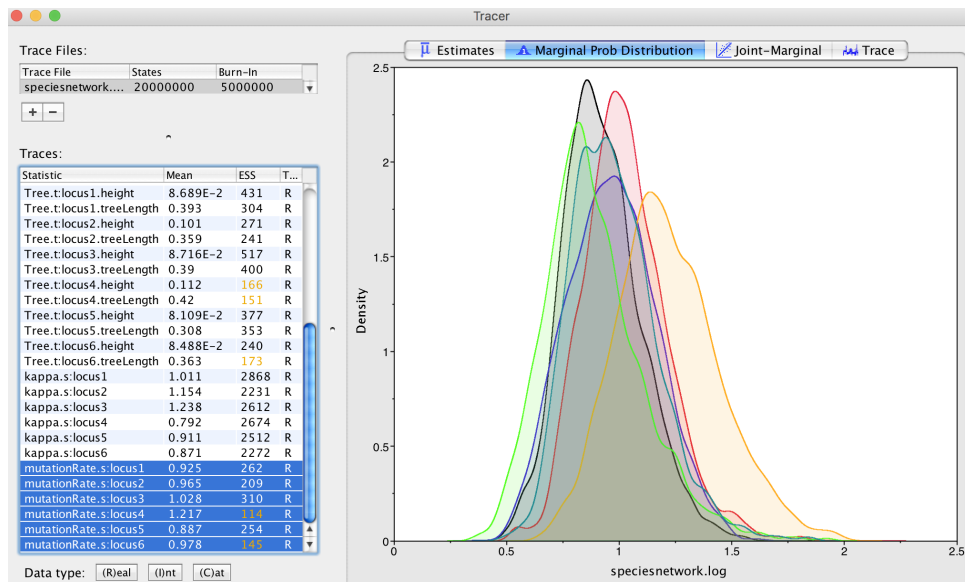 Tracer
Trace Files:
Trace File States Burn-In
speciesnetwork.... 20000000 5000000
+ −
Traces:
Statistic Mean ESS T...
Tree.t:locus1.height 8.689E-2 431 R
Tree.t:locus1.treeLength 0.393 304 R
Tree.t:locus2.height 0.101 271 R
Tree.t:locus2.treeLength 0.359 241 R
Tree.t:locus3.height 8.716E-2 517 R
Tree.t:locus3.treeLength 0.39 400 R
Tree.t:locus4.height 0.112 166 R
Tree.t:locus4.treeLength 0.42 151 R
Tree.t:locus5.height 8.109E-2 377 R
Tree.t:locus5.treeLength 0.308 353 R
Tree.t:locus6.height 8.488E-2 240 R
Tree.t:locus6.treeLength 0.363 173 R
kappa.s:locus1 1.011 2868 R
kappa.s:locus2 1.154 2231 R
kappa.s:locus3 1.238 2612 R
kappa.s:locus4 0.792 2674 R
kappa.s:locus5 0.911 2512 R
kappa.s:locus6 0.871 2272 R
mutationRate.s:locus1 0.925 262 R
mutationRate.s:locus2 0.965 209 R
mutationRate.s:locus3 1.028 310 R
mutationRate.s:locus4 1.217 114 R
mutationRate.s:locus5 0.887 254 R
mutationRate.s:locus6 0.978 145 R
Data type: (R)eal (I)nt (C)at
μ Estimates Marginal Prob Distribution Joint-Marginal Trace
2.5
2
1.5
1
0.5
0
Density
0 0.5 1 1.5 2 2.5
speciesnetwork.log